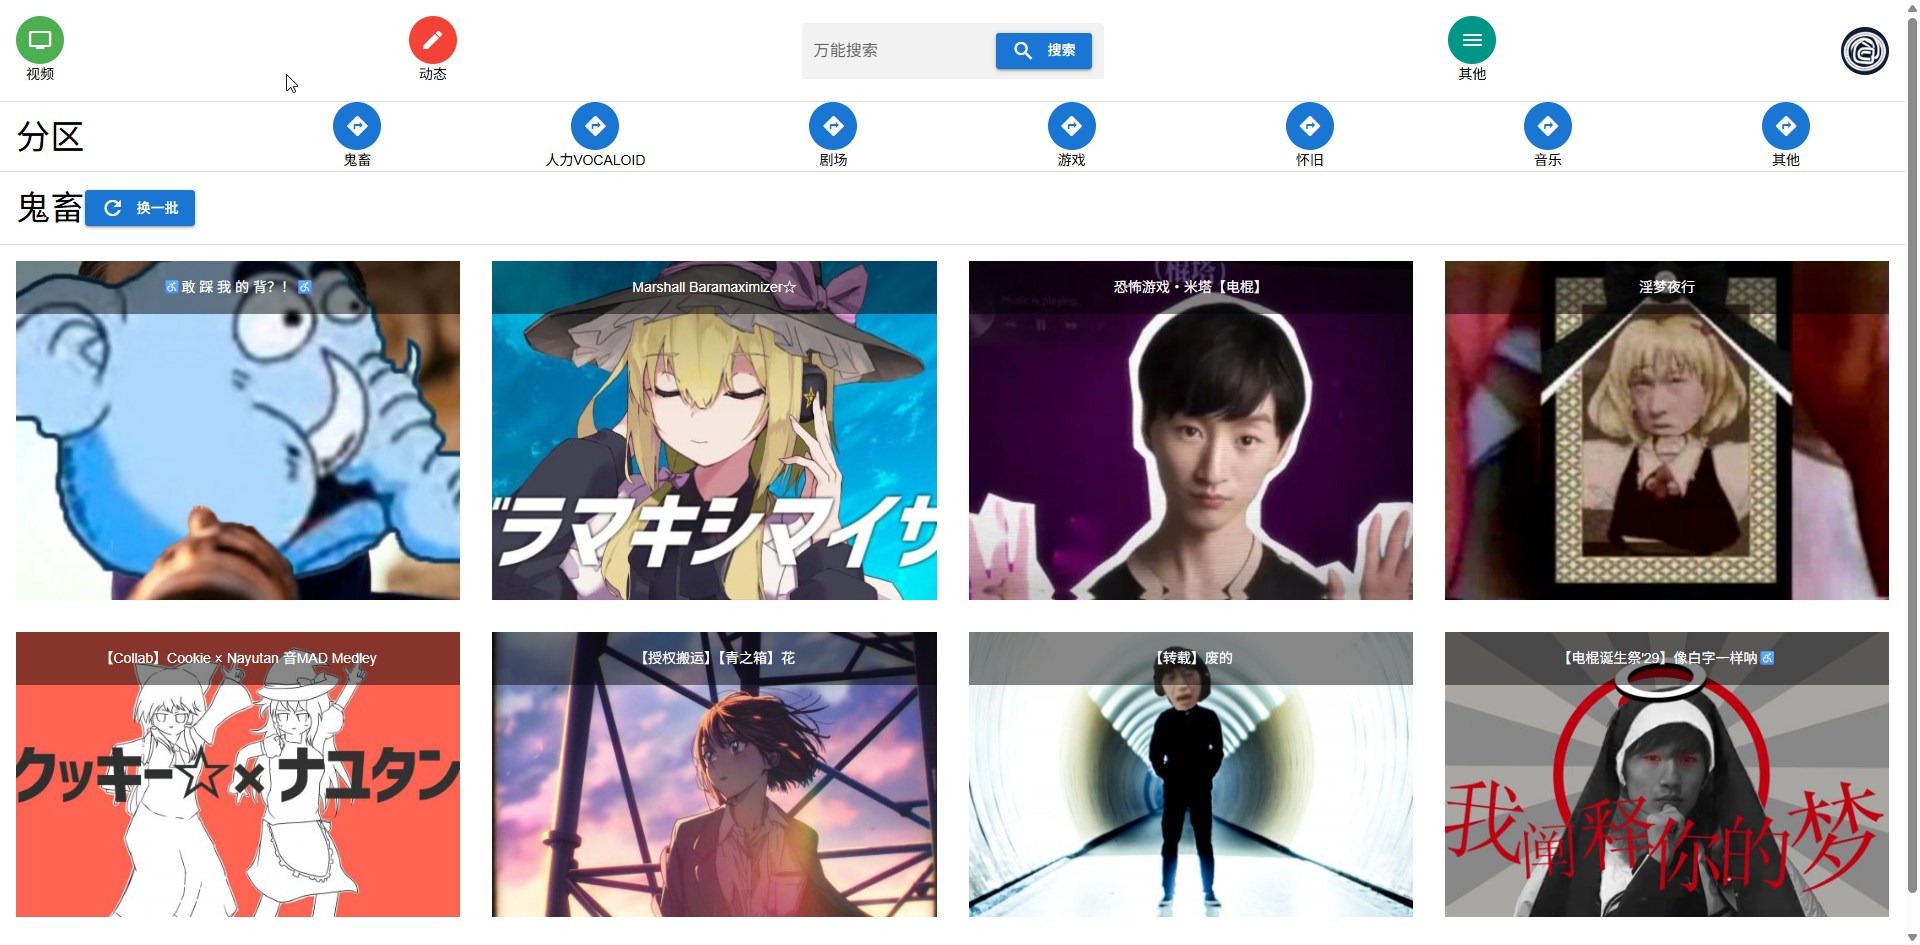 视频
动态
万能搜索
搜索
其他
分区
鬼畜
人力VOCALOID
剧场
游戏
怀旧
音乐
其他
鬼畜
换一批
♿敢 踩 我 的 背？！♿
Marshall Baramaximizer☆
恐怖游戏・米塔【电棍】
淫梦夜行
ラマキシマイサ
【Collab】Cookie × Nayutan 音MAD Medley
【授权搬运】【青之箱】花
【转载】废的
【电棍诞生祭'29】像白字一样呐♿
クッキー☆×ナユタン
我阐释你的梦